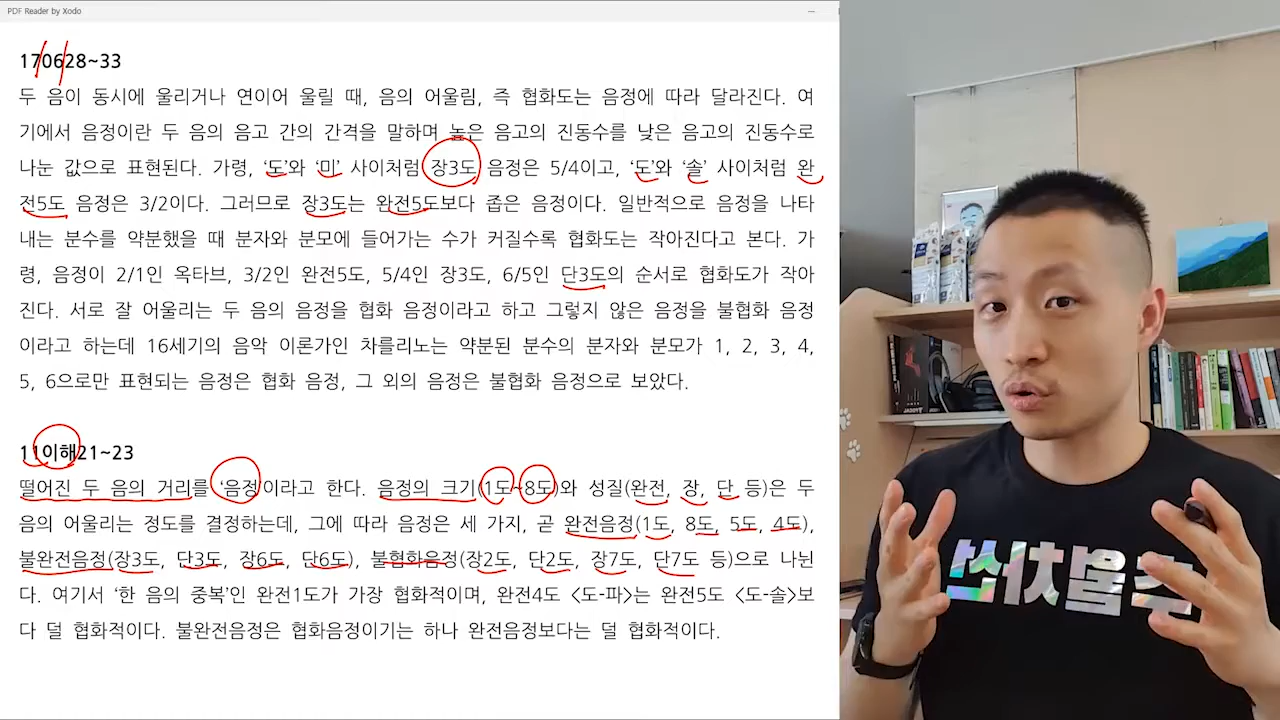 PDF Reader by Xodo
170628~33
두 음이 동시에 울리거나 연이어 울릴 때, 음의 어울림, 즉 협화도는 음정에 따라 달라진다. 여
기에서 음정이란 두 음의 음고 간의 간격을 말하며 높은 음고의 진동수를 낮은 음고의 진동수로
나눈 값으로 표현된다. 가령, ‘도’와 ‘미’ 사이처럼 장3도 음정은 5/4이고, ‘도’와 ‘솔’ 사이처럼 완
전5도 음정은 3/2이다. 그러므로 장3도는 완전5도보다 좁은 음정이다. 일반적으로 음정을 나타
내는 분수를 약분했을 때 분자와 분모에 들어가는 수가 커질수록 협화도는 작아진다고 본다. 가
령, 음정이 2/1인 옥타브, 3/2인 완전5도, 5/4인 장3도, 6/5인 단3도의 순서로 협화도가 작아
진다. 서로 잘 어울리는 두 음의 음정을 협화 음정이라고 하고 그렇지 않은 음정을 불협화 음정
이라고 하는데 16세기의 음악 이론가인 차를리노는 약분된 분수의 분자와 분모가 1, 2, 3, 4,
5, 6으로만 표현되는 음정은 협화 음정, 그 외의 음정은 불협화 음정으로 보았다.
11이해21~23
떨어진 두 음의 거리를 ‘음정’이라고 한다. 음정의 크기(1도~8도)와 성질(완전, 장, 단 등)은 두
음의 어울리는 정도를 결정하는데, 그에 따라 음정은 세 가지, 곧 완전음정(1도, 8도, 5도, 4도),
불완전음정(장3도, 단3도, 장6도, 단6도), 불협화음정(장2도, 단2도, 장7도, 단7도 등)으로 나뉜
다. 여기서 ‘한 음의 중복’인 완전1도가 가장 협화적이며, 완전4도 <도-파>는 완전5도 <도-솔>보
다 덜 협화적이다. 불완전음정은 협화음정이기는 하나 완전음정보다는 덜 협화적이다.